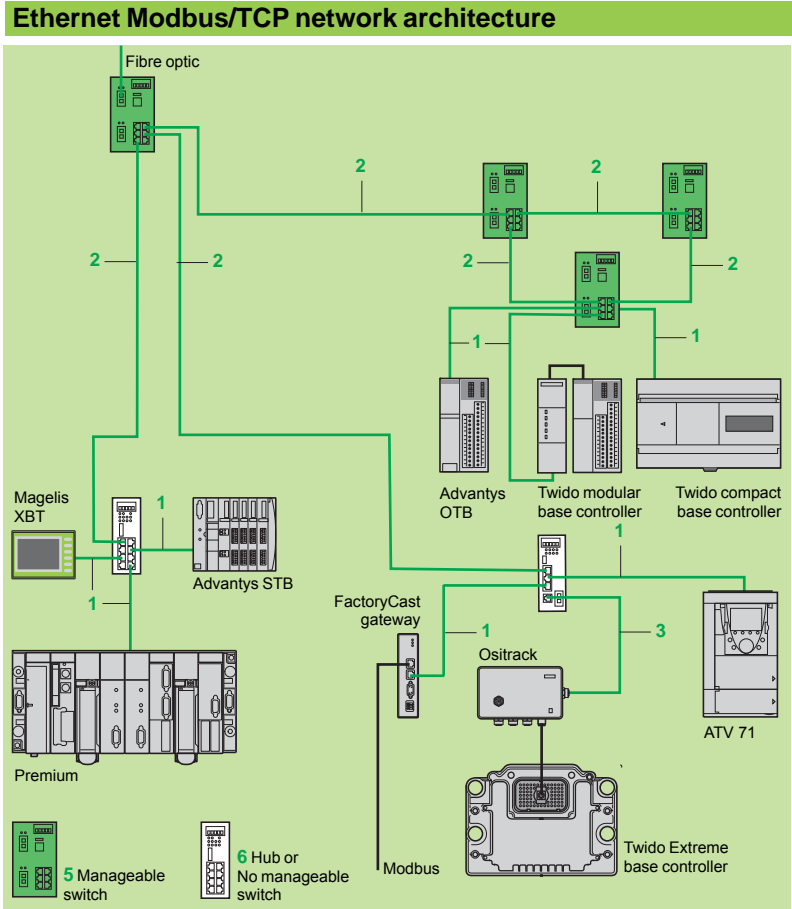 Ethernet Modbus/TCP network architecture
Fibre optic
2
2
2
2
2
2
1
1
Advantys
OTB
Twido modular
base controller
Twido compact
base controller
Magelis
XBT
1
Advantys STB
1
1
FactoryCast
gateway
1
3
Ositrack
ATV 71
Premium
Twido Extreme
base controller
Modbus
5 Manageable
switch
6 Hub or
No manageable
switch